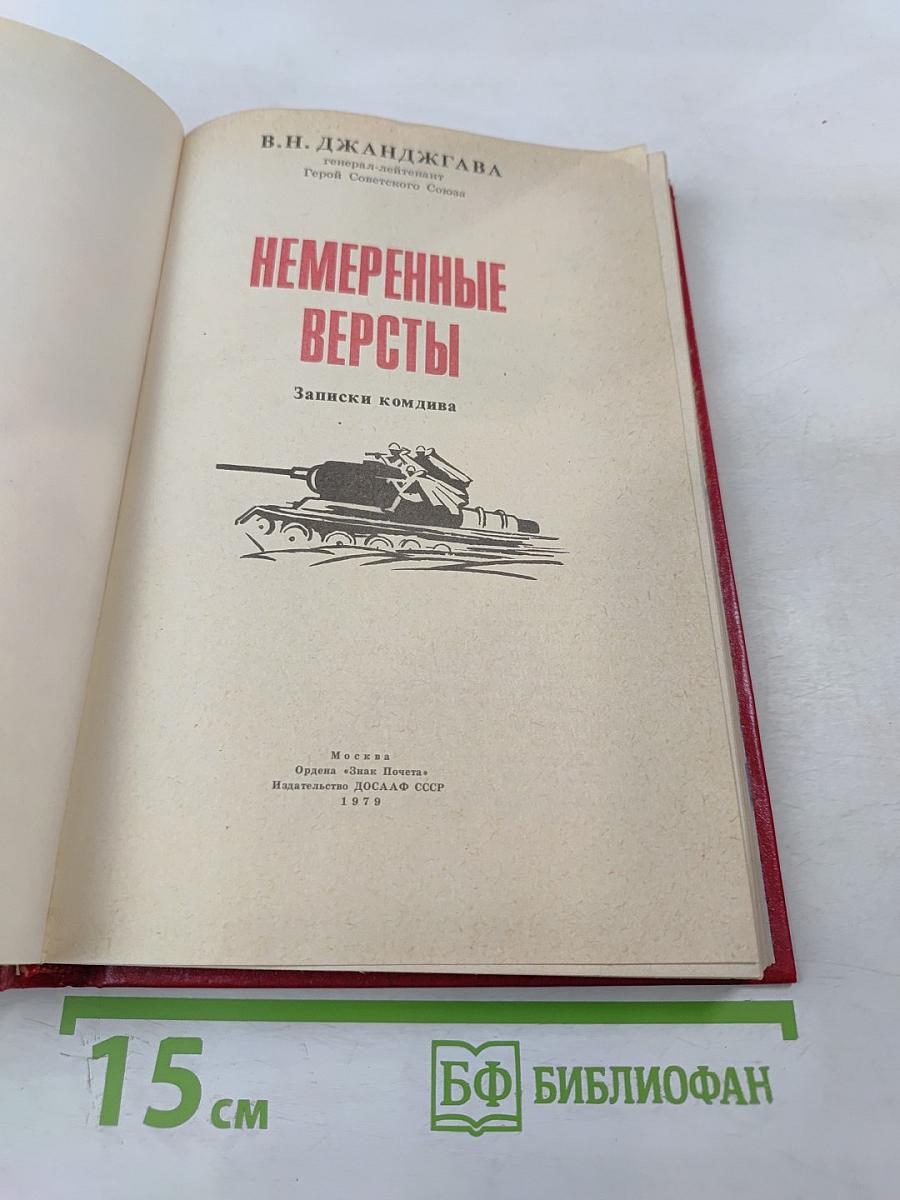 В.Н. ДЖАНДЖГАВА
генерал-лейтенант
Герой Советского Союза
НЕМЕРЕННЫЕ
ВЕРСТЫ
Записки комдива
Москва
Ордена «Знак Почета»
Издательство ДОСААФ СССР
1979
15 см
БФ БИБЛИОФАН